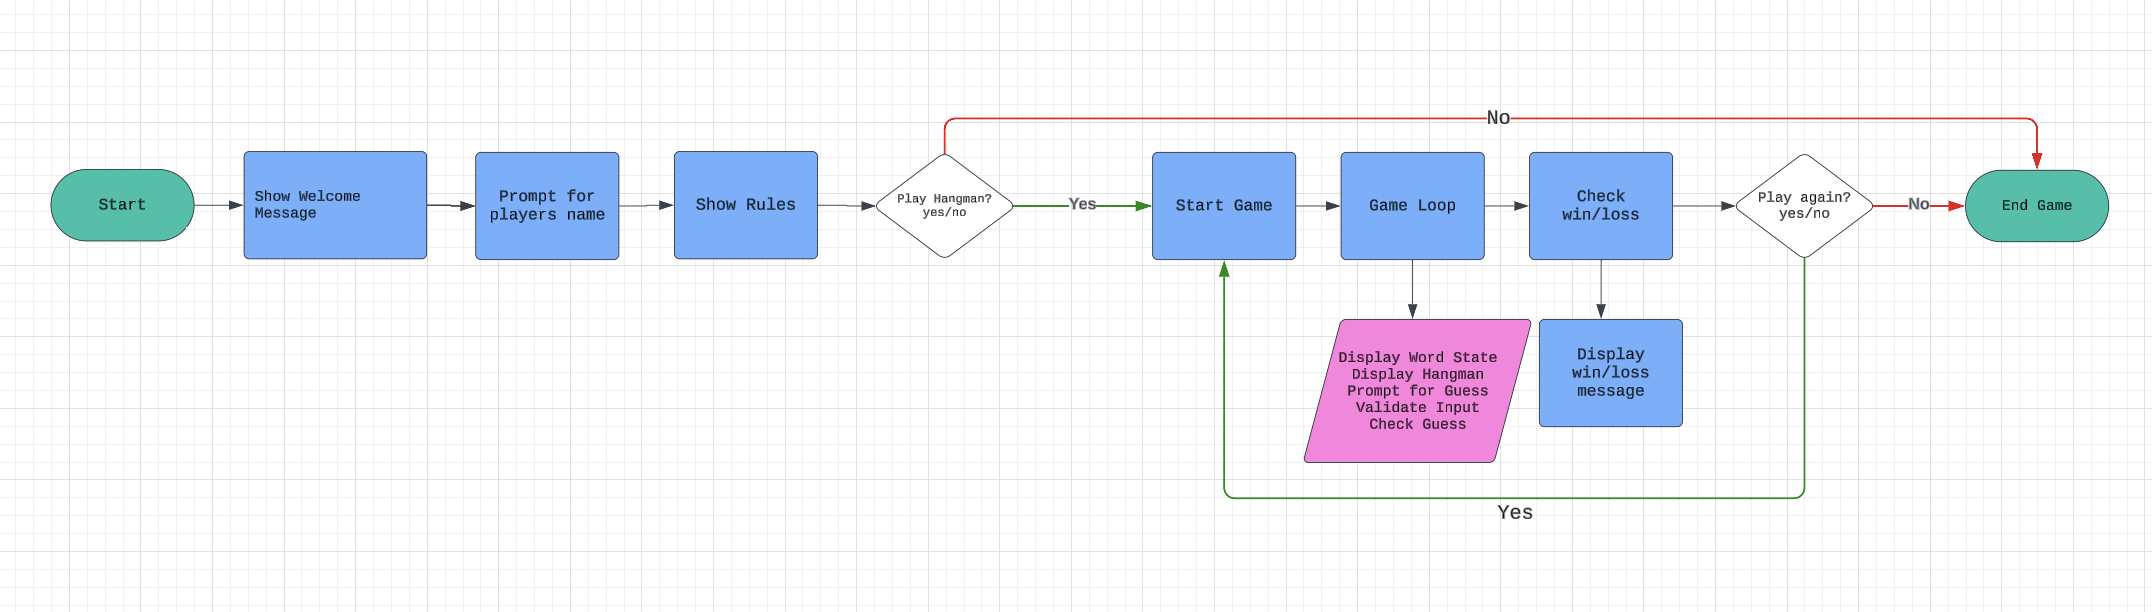 No
Start
Show Welcome
Message
Prompt for
players name
Show Rules
Play Hangman?
yes/no
Yes
Start Game
Game Loop
Check
win/loss
Play again?
yes/no
No
End Game
Display Word State
Display Hangman
Prompt for Guess
Validate Input
Check Guess
Display
win/loss
message
Yes